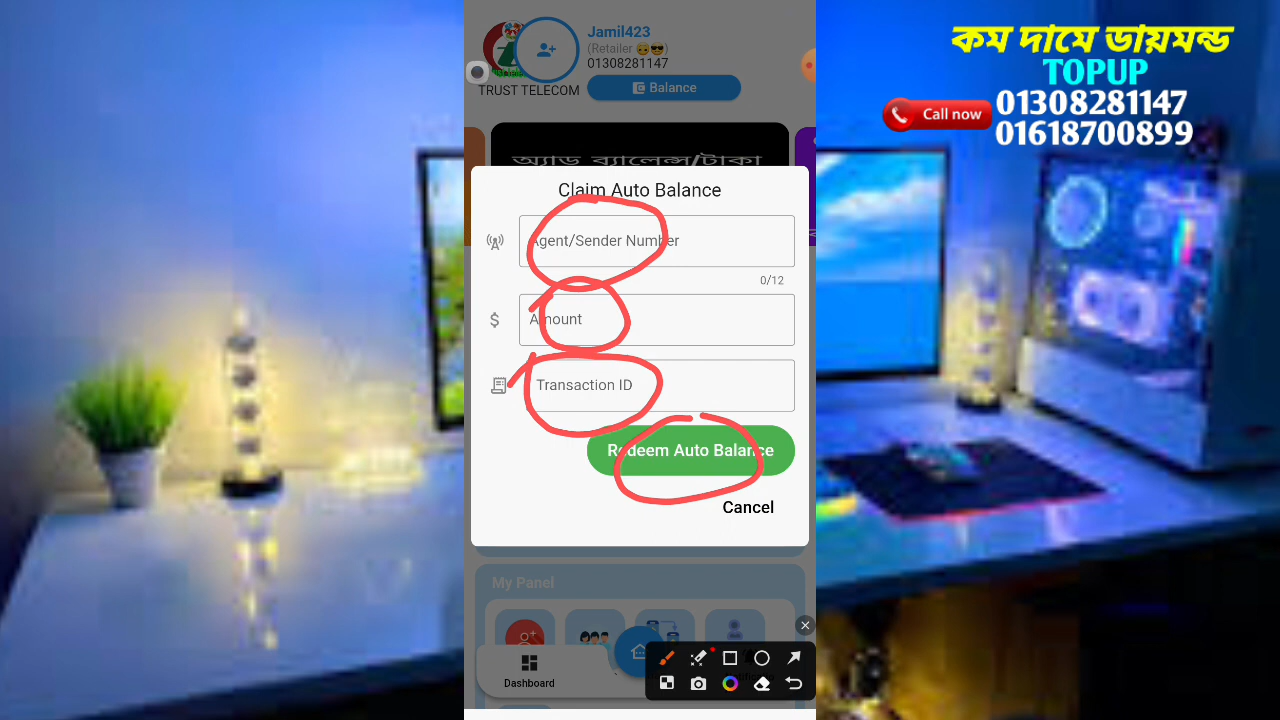 Jamil423
(Retailer 😏😎)
01308281147
TRUST TELECOM
Balance
কম দামে ডায়মন্ড
TOPUP
Call now
01308281147
01618700899
অ্যাড ব্যালেন্স/টাকা
Claim Auto Balance
Agent/Sender Number
0/12
$
Amount
Transaction ID
Redeem Auto Balance
Cancel
My Panel
Dashboard